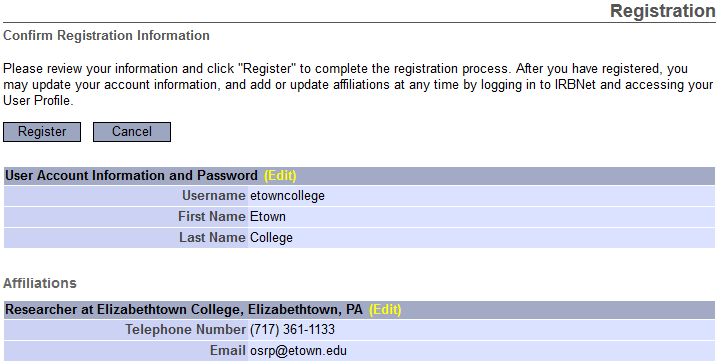 Registration
Confirm Registration Information
Please review your information and click "Register" to complete the registration process. After you have registered, you
may update your account information, and add or update affiliations at any time by logging in to IRBNet and accessing your
User Profile.
Register Cancel
User Account Information and Password (Edit)
Username etowncollege
First Name Etown
Last Name College
Affiliations
Researcher at Elizabethtown College, Elizabethtown, PA (Edit)
Telephone Number (717) 361-1133
Email osrp@etown.edu